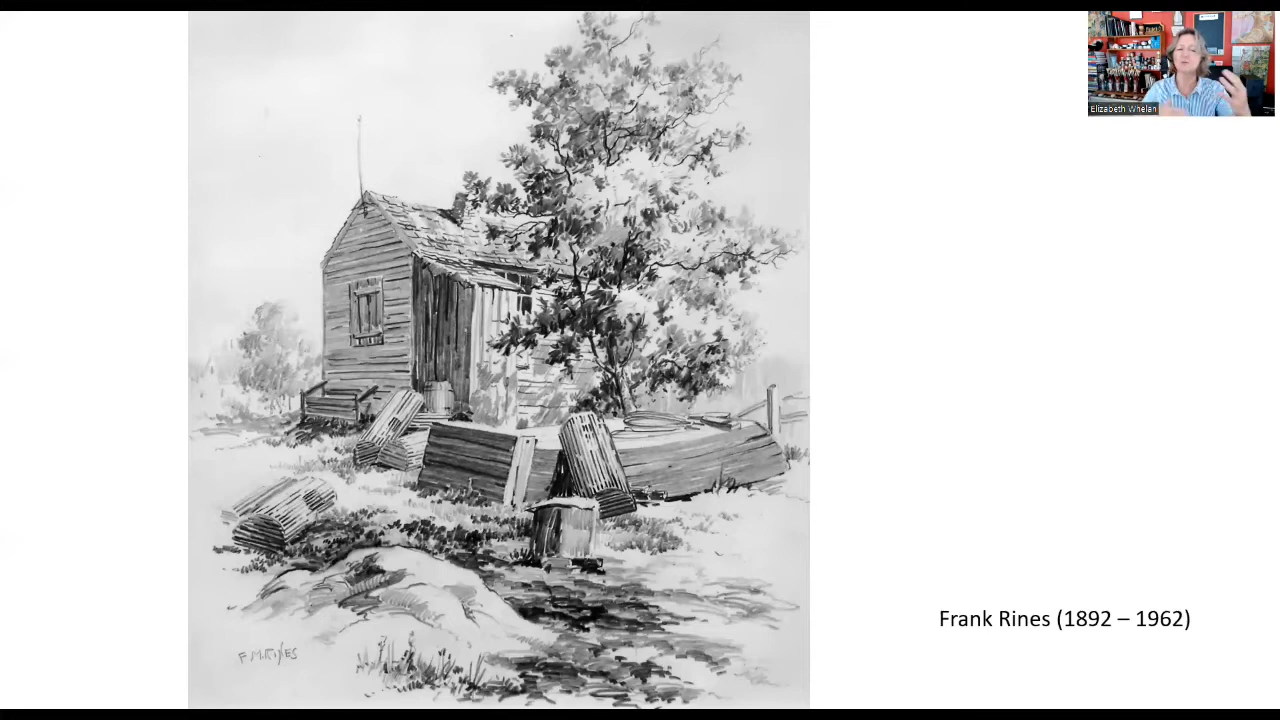 Elizabeth Whelan
Frank Rines (1892 – 1962)
F.M.RINES